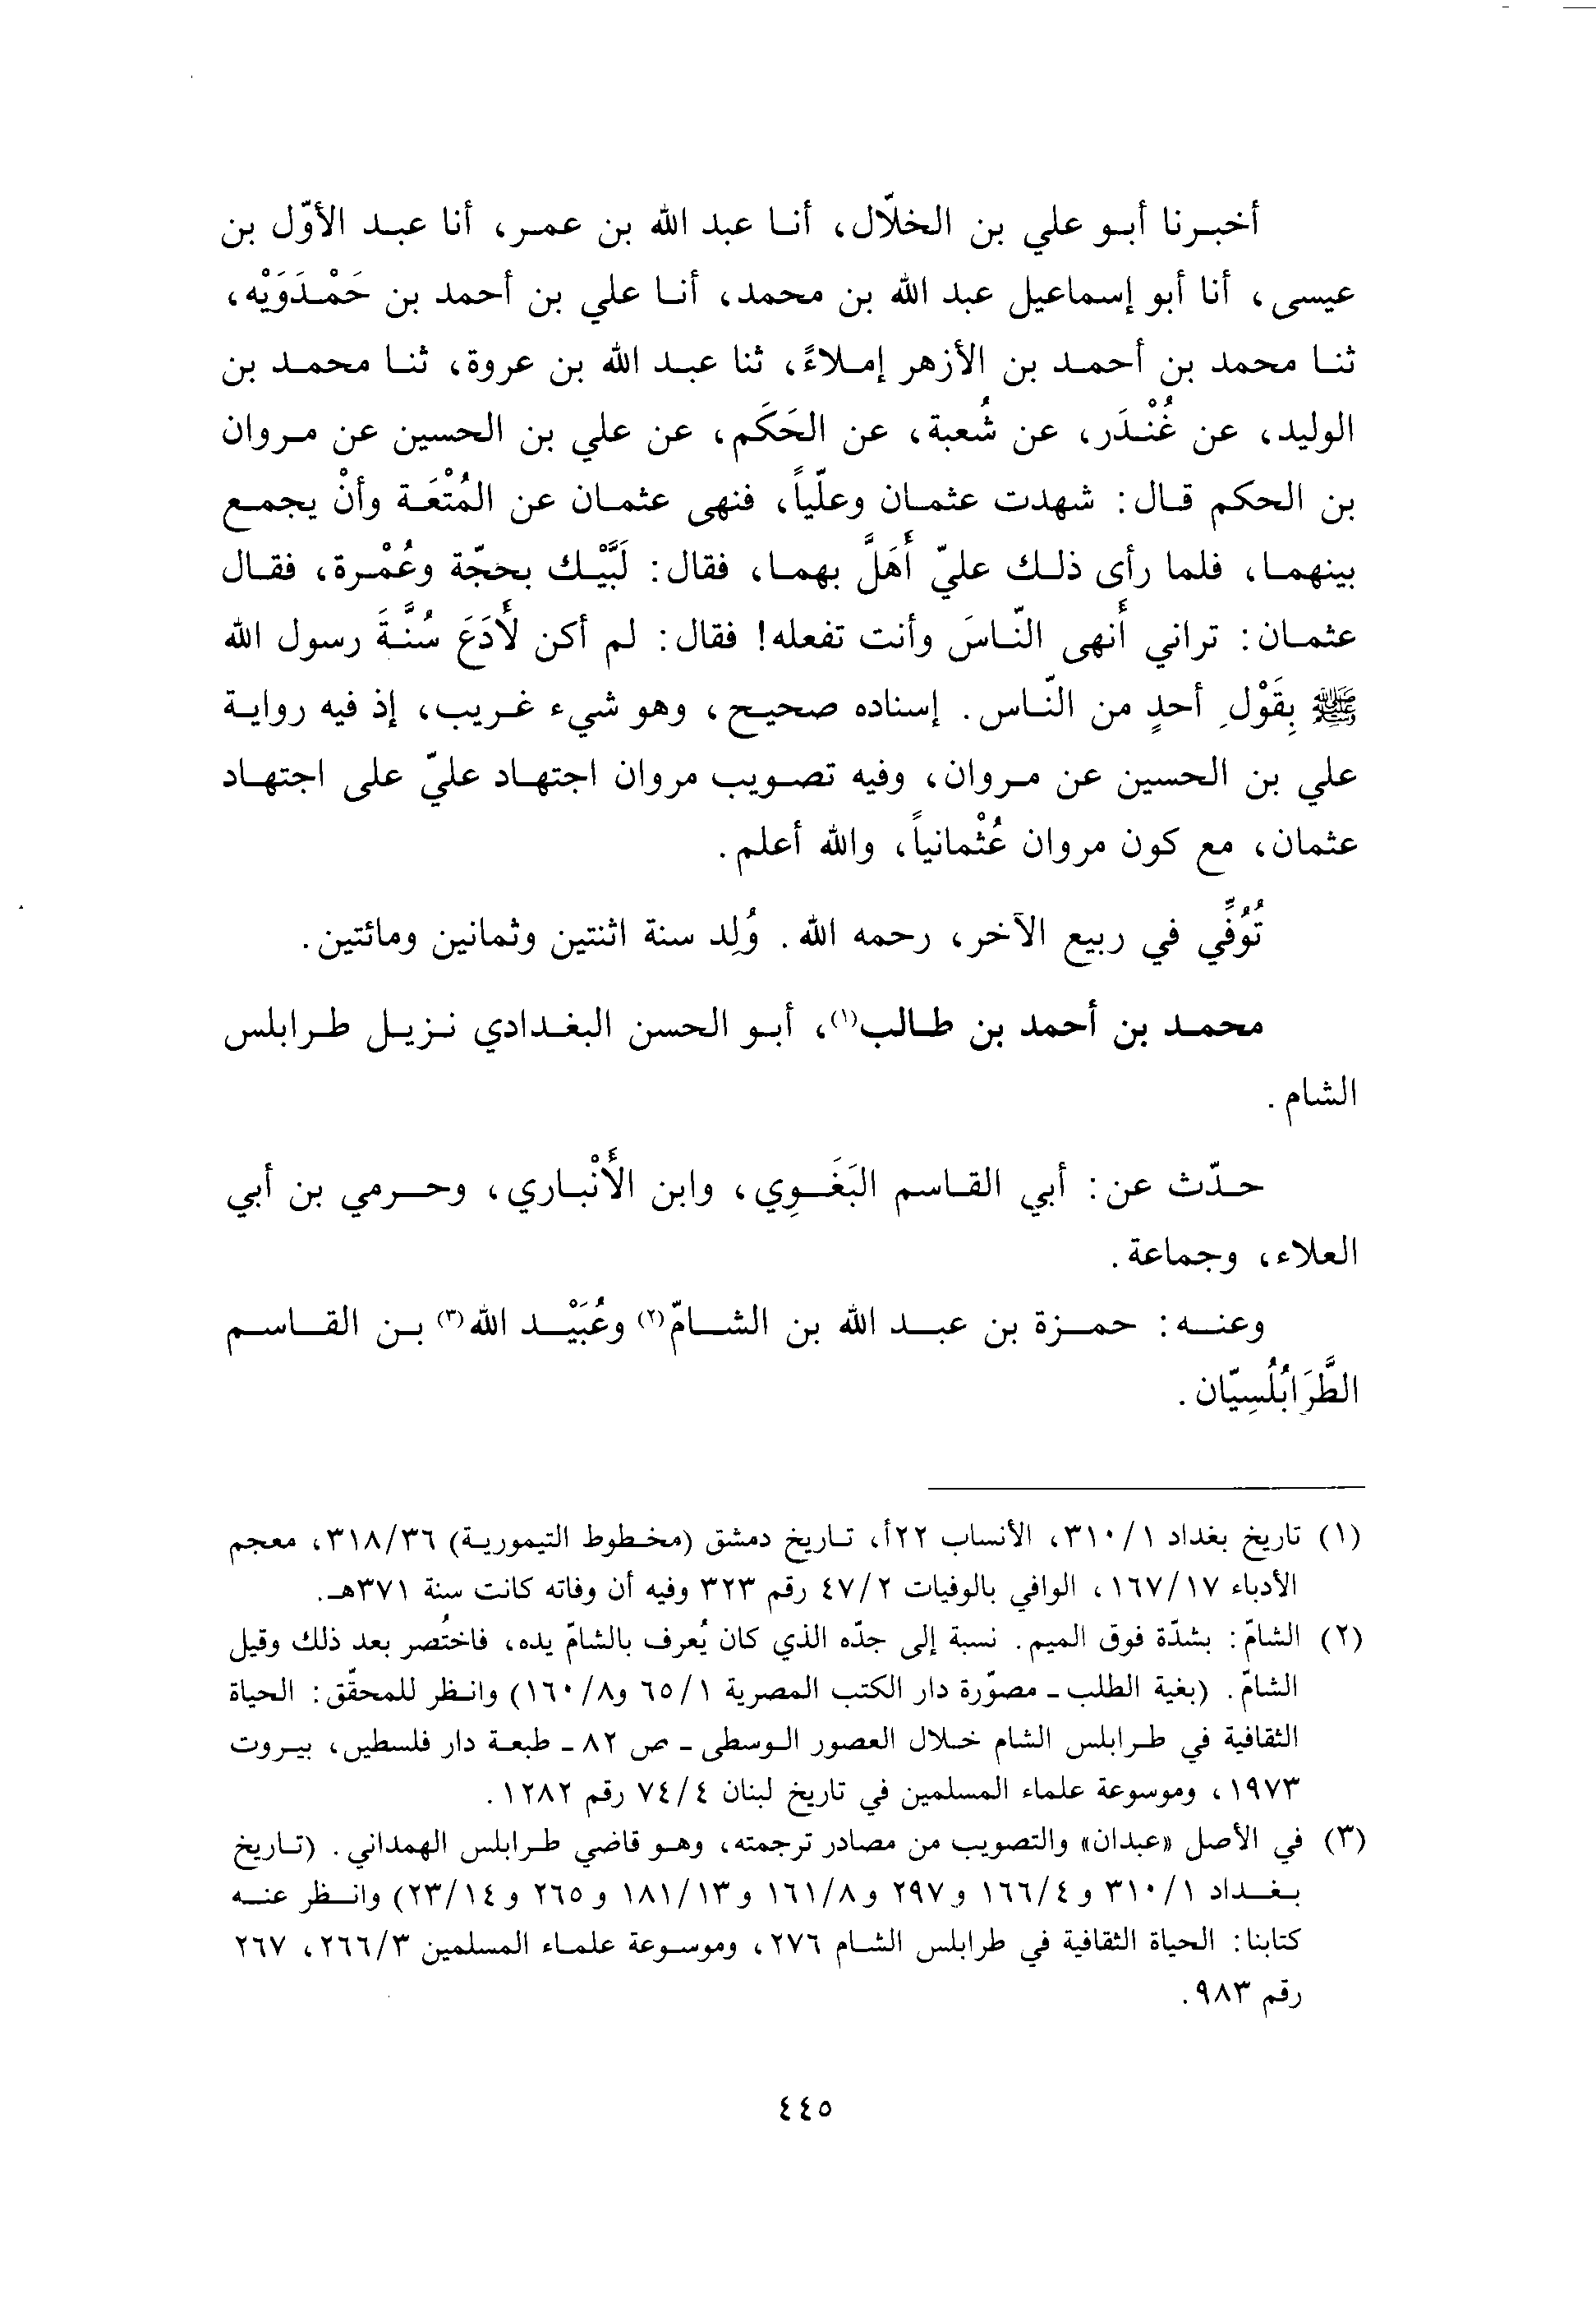 أخبرنا أبو علي بن الخلّال، أنا عبد الله بن عمر، أنا عبد الأوّل بن
عيسى، أنا أبو إسماعيل عبد الله بن محمد، أنا علي بن أحمد بن حَمْدَوَيْه،
ثنا محمد بن أحمد بن الأزهر إملاءً، ثنا عبد الله بن عروة، ثنا محمد بن
الوليد، عن غُنْدَر، عن شُعبة، عن الحَكَم، عن علي بن الحسين عن مروان
بن الحكم قال: شهدت عثمان وعلّياً، فنهى عثمان عن المُتْعَة وأنْ يجمع
بينهما، فلما رأى ذلك عليّ أَهَلَّ بهما، فقال: لَبَّيْك بحجّة وعُمْرة، فقال
عثمان: تراني أَنهى النّاسَ وأنت تفعله! فقال: لم أكن لأَدَعَ سُنَّةَ رسول الله
ﷺ بِقَوْلِ أحدٍ من النّاس. إسناده صحيح، وهو شيء غريب، إذ فيه رواية
علي بن الحسين عن مروان، وفيه تصويب مروان اجتهاد عليّ على اجتهاد
عثمان، مع كون مروان عُثْمانياً، والله أعلم.
تُوُفِّي في ربيع الآخر، رحمه الله. وُلِد سنة اثنتين وثمانين ومائتين.
محمد بن أحمد بن طالب(١)، أبو الحسن البغدادي نزيل طرابلس
الشام.
حدّث عن: أبي القاسم البَغَوِي، وابن الأَنْباري، وحرمي بن أبي
العلاء، وجماعة.
وعنه: حمزة بن عبد الله بن الشامّ(٢) وعُبَيْد الله(٣) بن القاسم
الطَّرَابُلُسِيّان.
(١) تاريخ بغداد ٣١٠/١، الأنساب ٢٢أ، تاريخ دمشق (مخطوط التيمورية) ٣١٨/٣٦، معجم
الأدباء ١٦٧/١٧، الوافي بالوفيات ٤٧/٢ رقم ٣٢٣ وفيه أن وفاته كانت سنة ٣٧١هـ.
(٢) الشامّ: بشدّة فوق الميم. نسبة إلى جدّه الذي كان يُعرف بالشامّ يده، فاختُصر بعد ذلك وقيل
الشامّ. (بغية الطلب ـ مصوّرة دار الكتب المصرية ٦٥/١ و١٦٠/٨) وانظر للمحقّق: الحياة
الثقافية في طرابلس الشام خلال العصور الوسطى ـ ص ٨٢ ـ طبعة دار فلسطين، بيروت
١٩٧٣، وموسوعة علماء المسلمين في تاريخ لبنان ٧٤/٤ رقم ١٢٨٢.
(٣) في الأصل «عبدان» والتصويب من مصادر ترجمته، وهو قاضي طرابلس الهمداني. (تاريخ
بغداد ٣١٠/١ و ١٦٦/٤ و ٢٩٧ و ١٦١/٨ و ١٨١/١٣ و ٢٦٥ و ٢٣/١٤) وانظر عنه
كتابنا: الحياة الثقافية في طرابلس الشام ٢٧٦، وموسوعة علماء المسلمين ٢٦٦/٣، ٢٦٧
رقم ٩٨٣.
٤٤٥